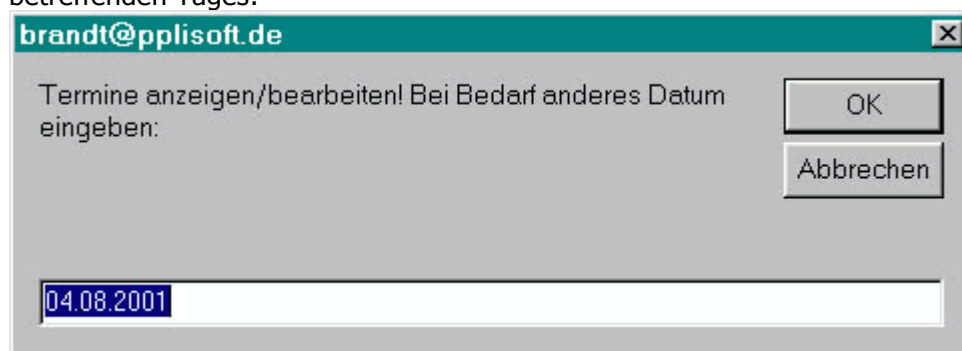 betreffenden Tages.
brandt@pplisoft.de
Termine anzeigen/bearbeiten! Bei Bedarf anderes Datum
eingeben:
OK
Abbrechen
04.08.2001